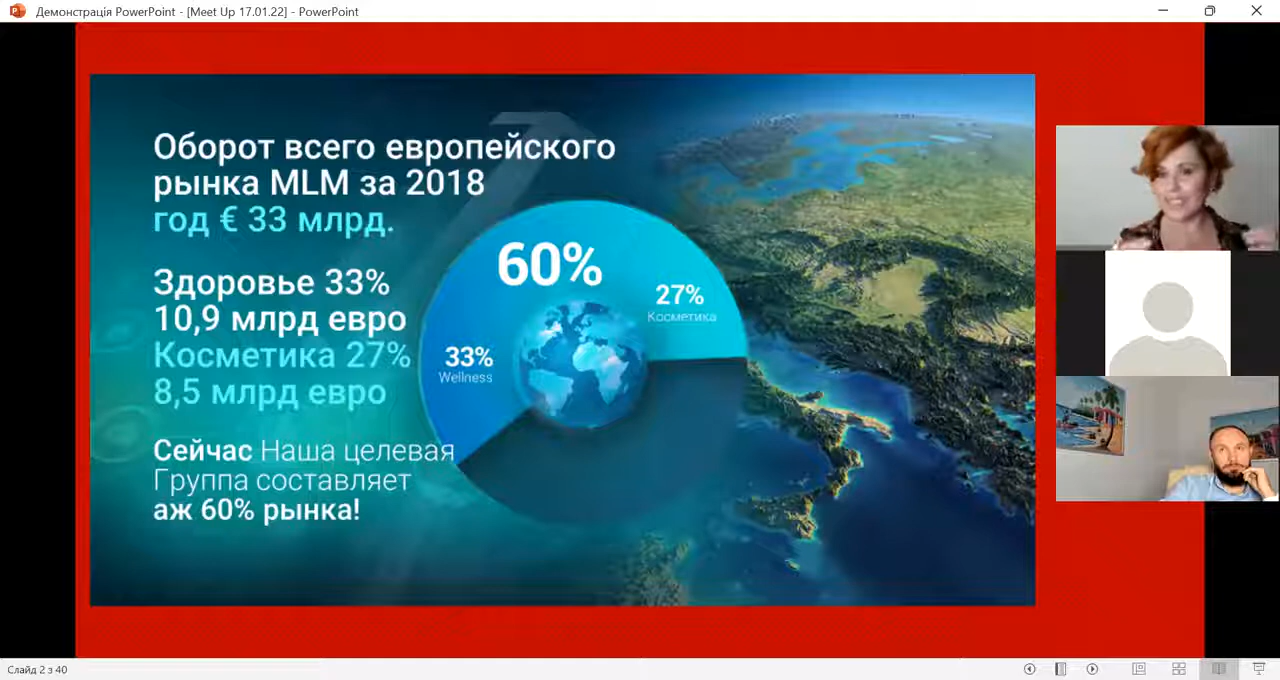 Демонстрація PowerPoint - [Meet Up 17.01.22] - PowerPoint
Оборот всего европейского
рынка MLM за 2018
год € 33 млрд.
Здоровье 33%
10,9 млрд евро
Косметика 27%
8,5 млрд евро
Сейчас Наша целевая
Группа составляет
аж 60% рынка!
60%
27%
Косметика
33%
Wellness
Слайд 2 з 40